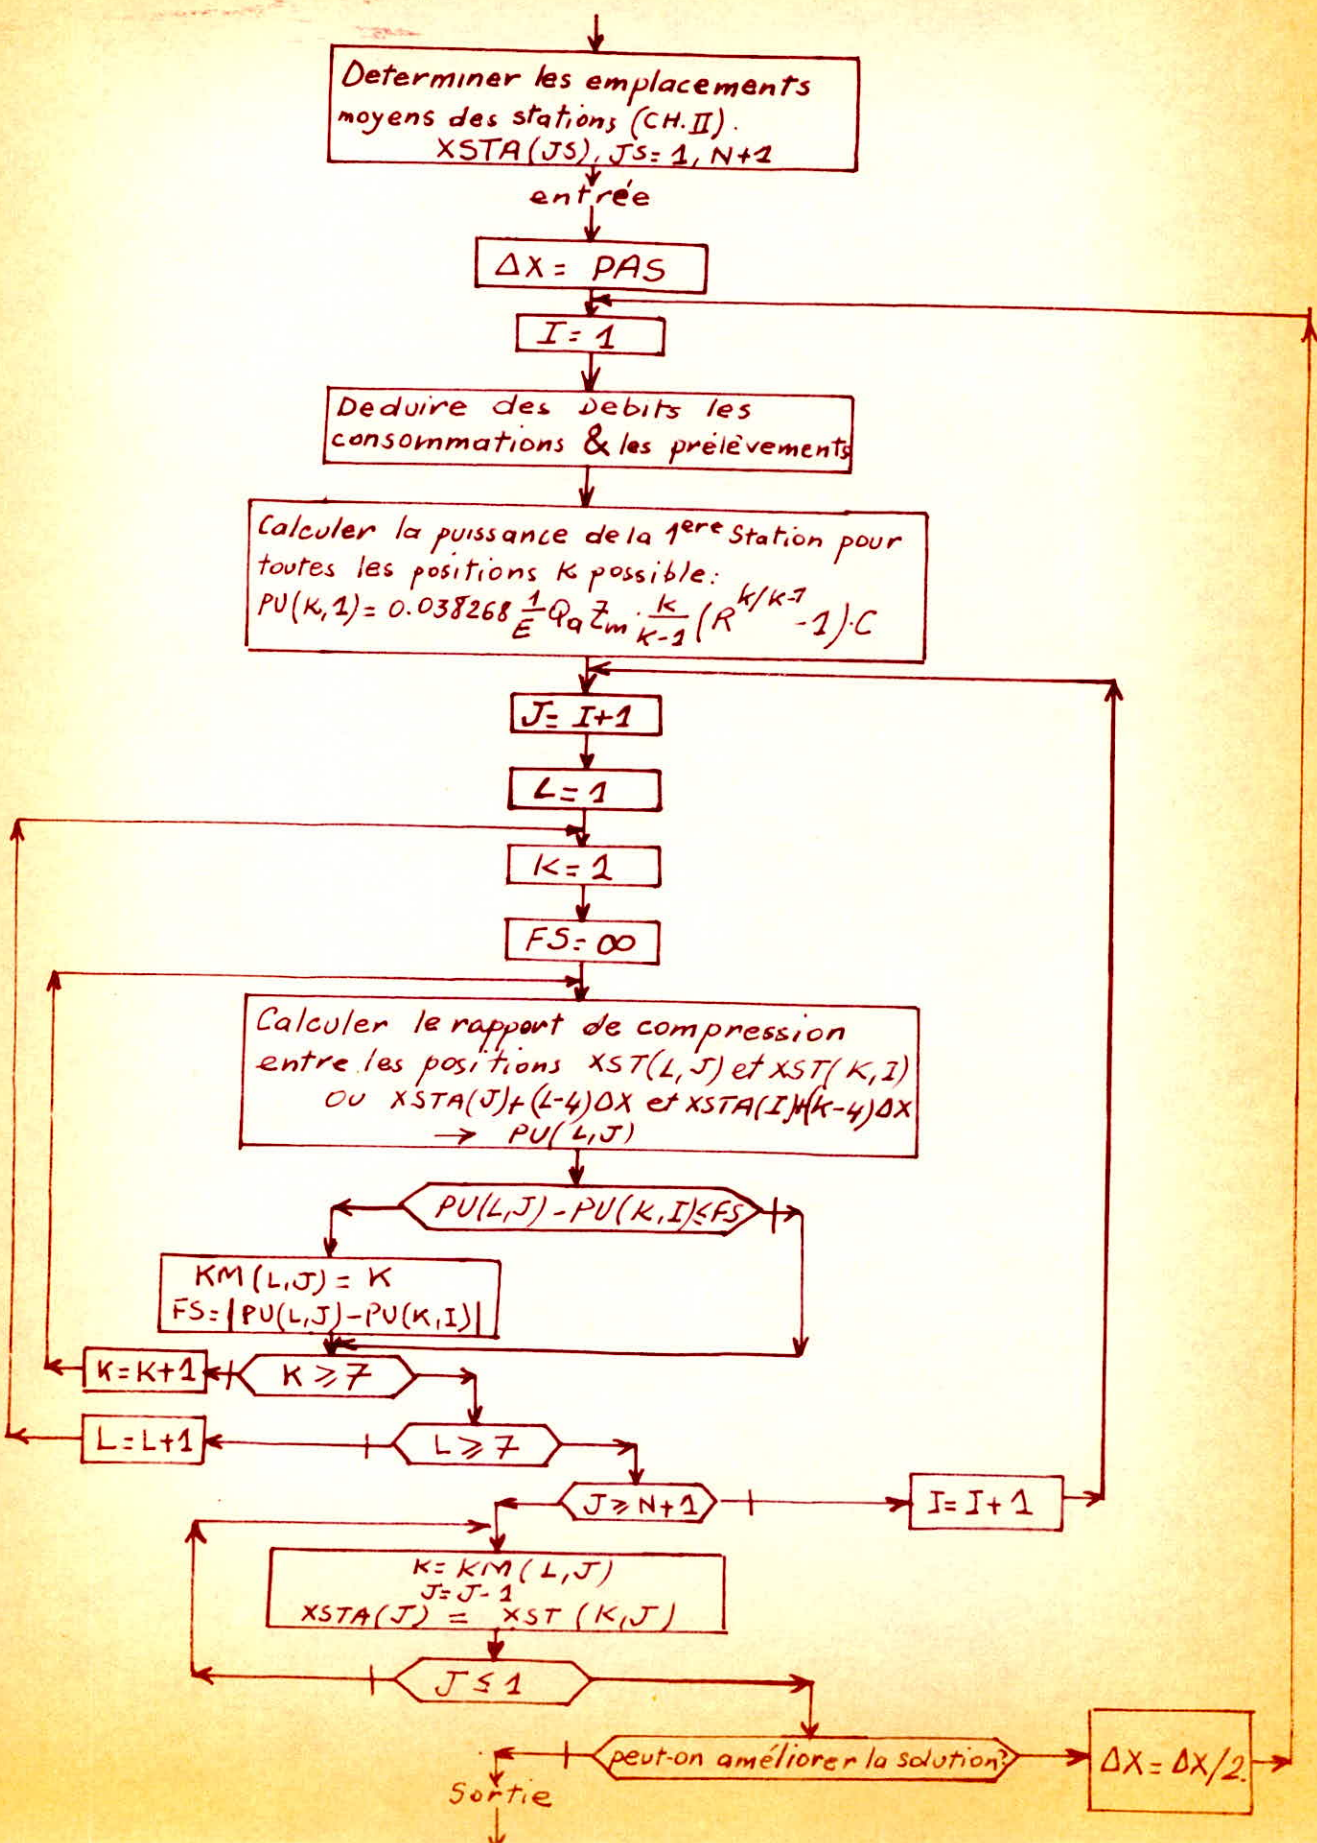 Determiner les emplacements
moyens des stations (CH.II).
XSTA(JS), JS=1, N+1
entrée
ΔX = PAS
I=1
Deduire des Debits les
consommations & les prélèvements
Calculer la puissance de la 1ere Station pour
toutes les positions K possible:
PU(K,1)= 0.038268 1/E Qa Zm . K/K-1 (R^k/k-1 -1).C
J= I+1
L=1
K=1
FS=∞
Calculer le rapport de compression
entre les positions XST(L,J) et XST(K,I)
OU XSTA(J)+(L-4)ΔX et XSTA(I)+(K-4)ΔX
→ PU(L,J)
PU(L,J)-PU(K,I)≤FS
KM(L,J) = K
FS=|PU(L,J)-PU(K,I)|
K=K+1
K≥7
L=L+1
L≥7
J≥N+1
I=I+1
K= KM(L,J)
J=J-1
XSTA(J) = XST(K,J)
J≤1
peut-on améliorer la solution?
ΔX=ΔX/2.
Sortie